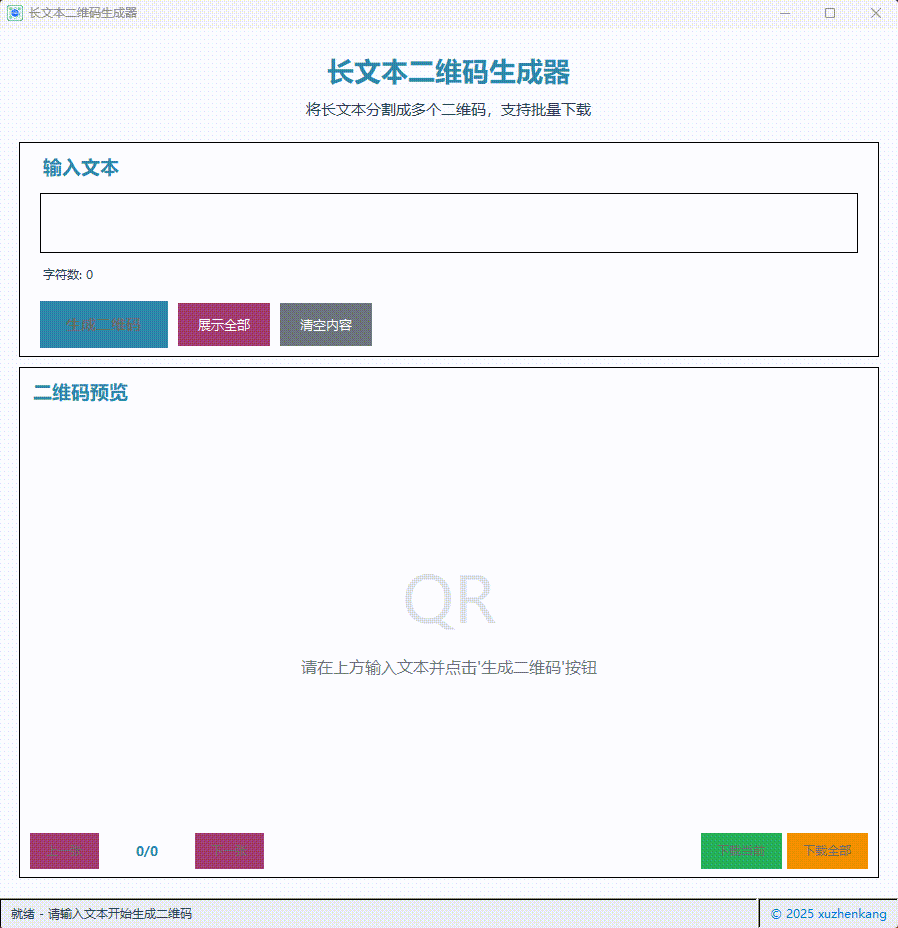 长文本二维码生成器
长文本二维码生成器
将长文本分割成多个二维码，支持批量下载
输入文本
字符数: 0
生成二维码 展示全部 清空内容
二维码预览
QR
请在上方输入文本并点击'生成二维码'按钮
上一张 0/0 下一张 下载当前 下载全部
就绪 - 请输入文本开始生成二维码 © 2025 xuzhenkang